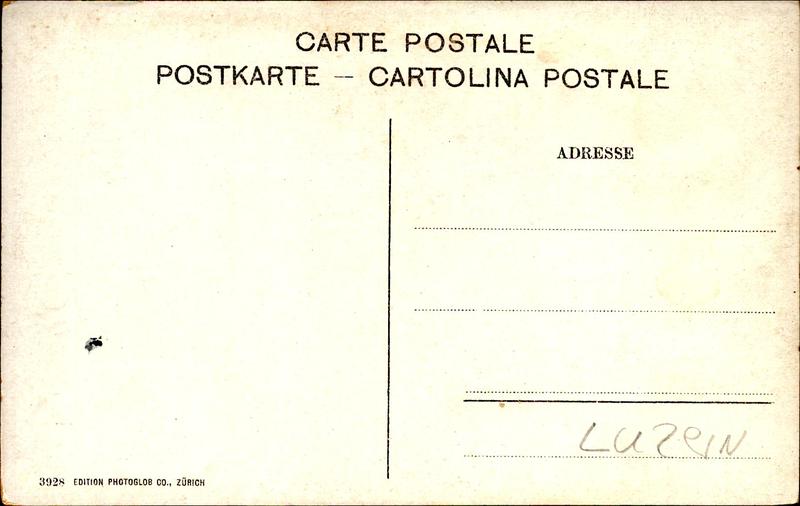 CARTE POSTALE
POSTKARTE — CARTOLINA POSTALE
ADRESSE
LUZERN
3928 EDITION PHOTOGLOB CO., ZÜRICH